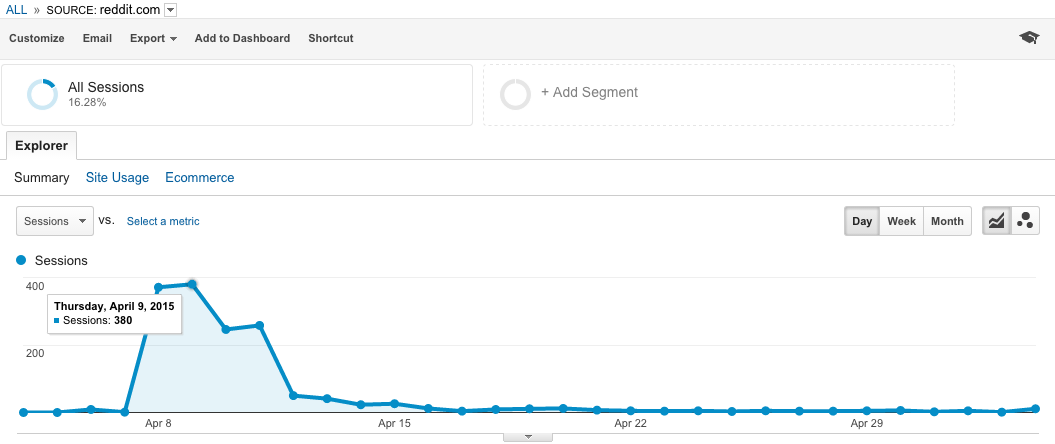 ALL » SOURCE: reddit.com
Customize Email Export Add to Dashboard Shortcut
All Sessions
16.28%
+ Add Segment
Explorer
Summary Site Usage Ecommerce
Sessions VS. Select a metric Day Week Month
Sessions
400
Thursday, April 9, 2015
Sessions: 380
200
Apr 8 Apr 15 Apr 22 Apr 29